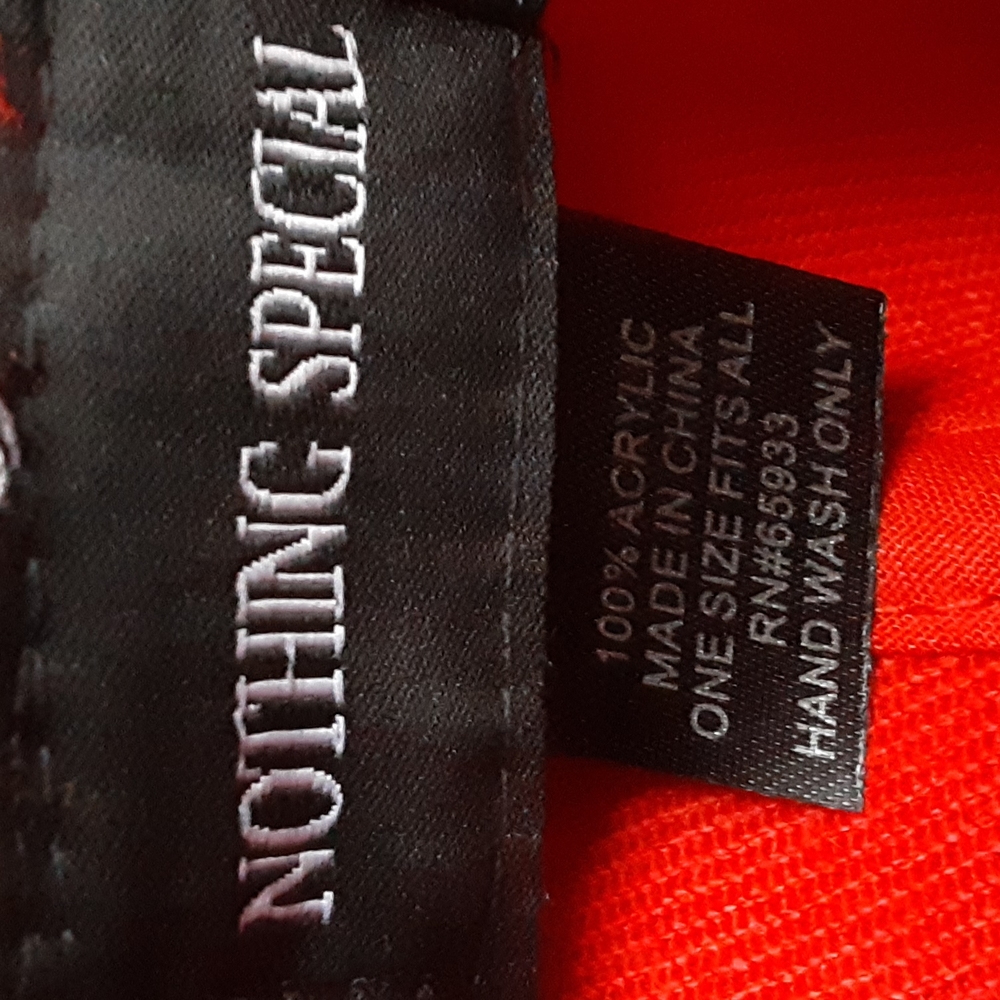 NOTHING SPECIAL
100% ACRYLIC
MADE IN CHINA
ONE SIZE FITS ALL
RN#65933
HAND WASH ONLY